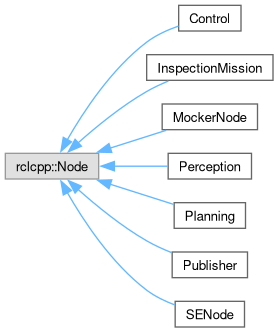 Control
InspectionMission
MockerNode
rclcpp::Node
Perception
Planning
Publisher
SENode